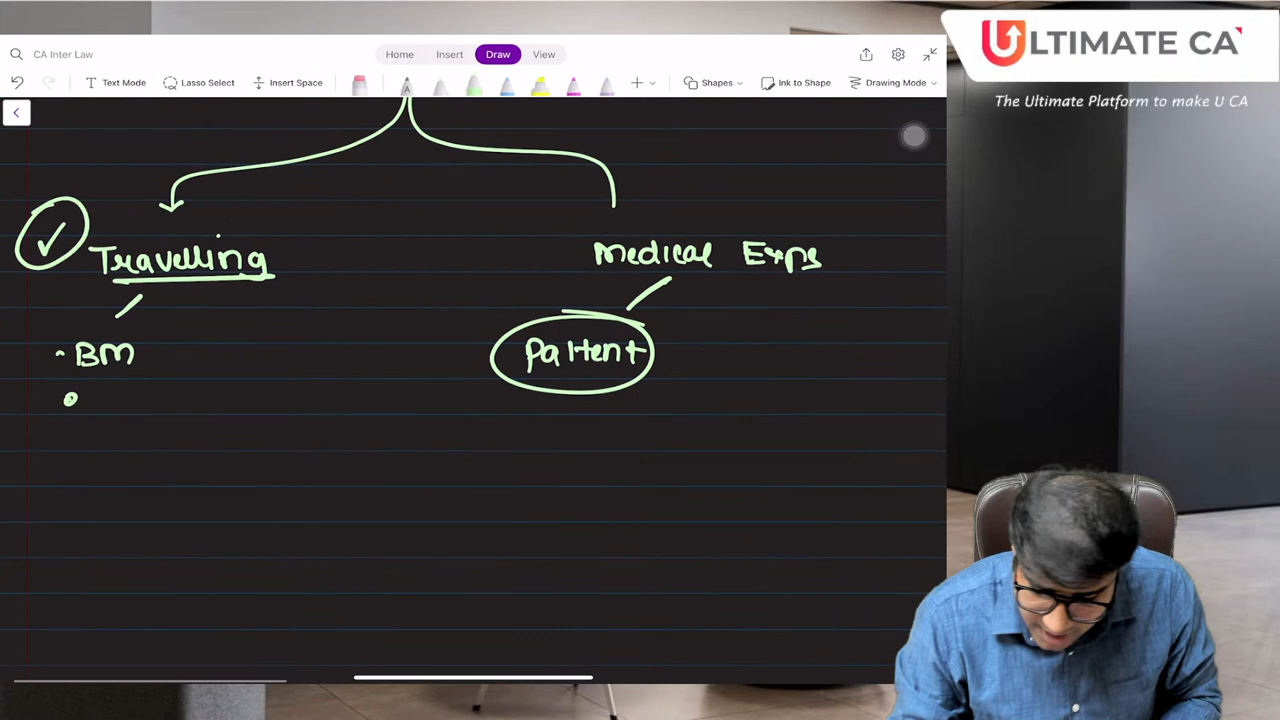 ULTIMATE CA
The Ultimate Platform to make U CA
CA Inter Law
Home Insert Draw View
Text Mode Lasso Select Insert Space Shapes Ink to Shape Drawing Mode
Travelling
Medical Exps
- BM
Patient